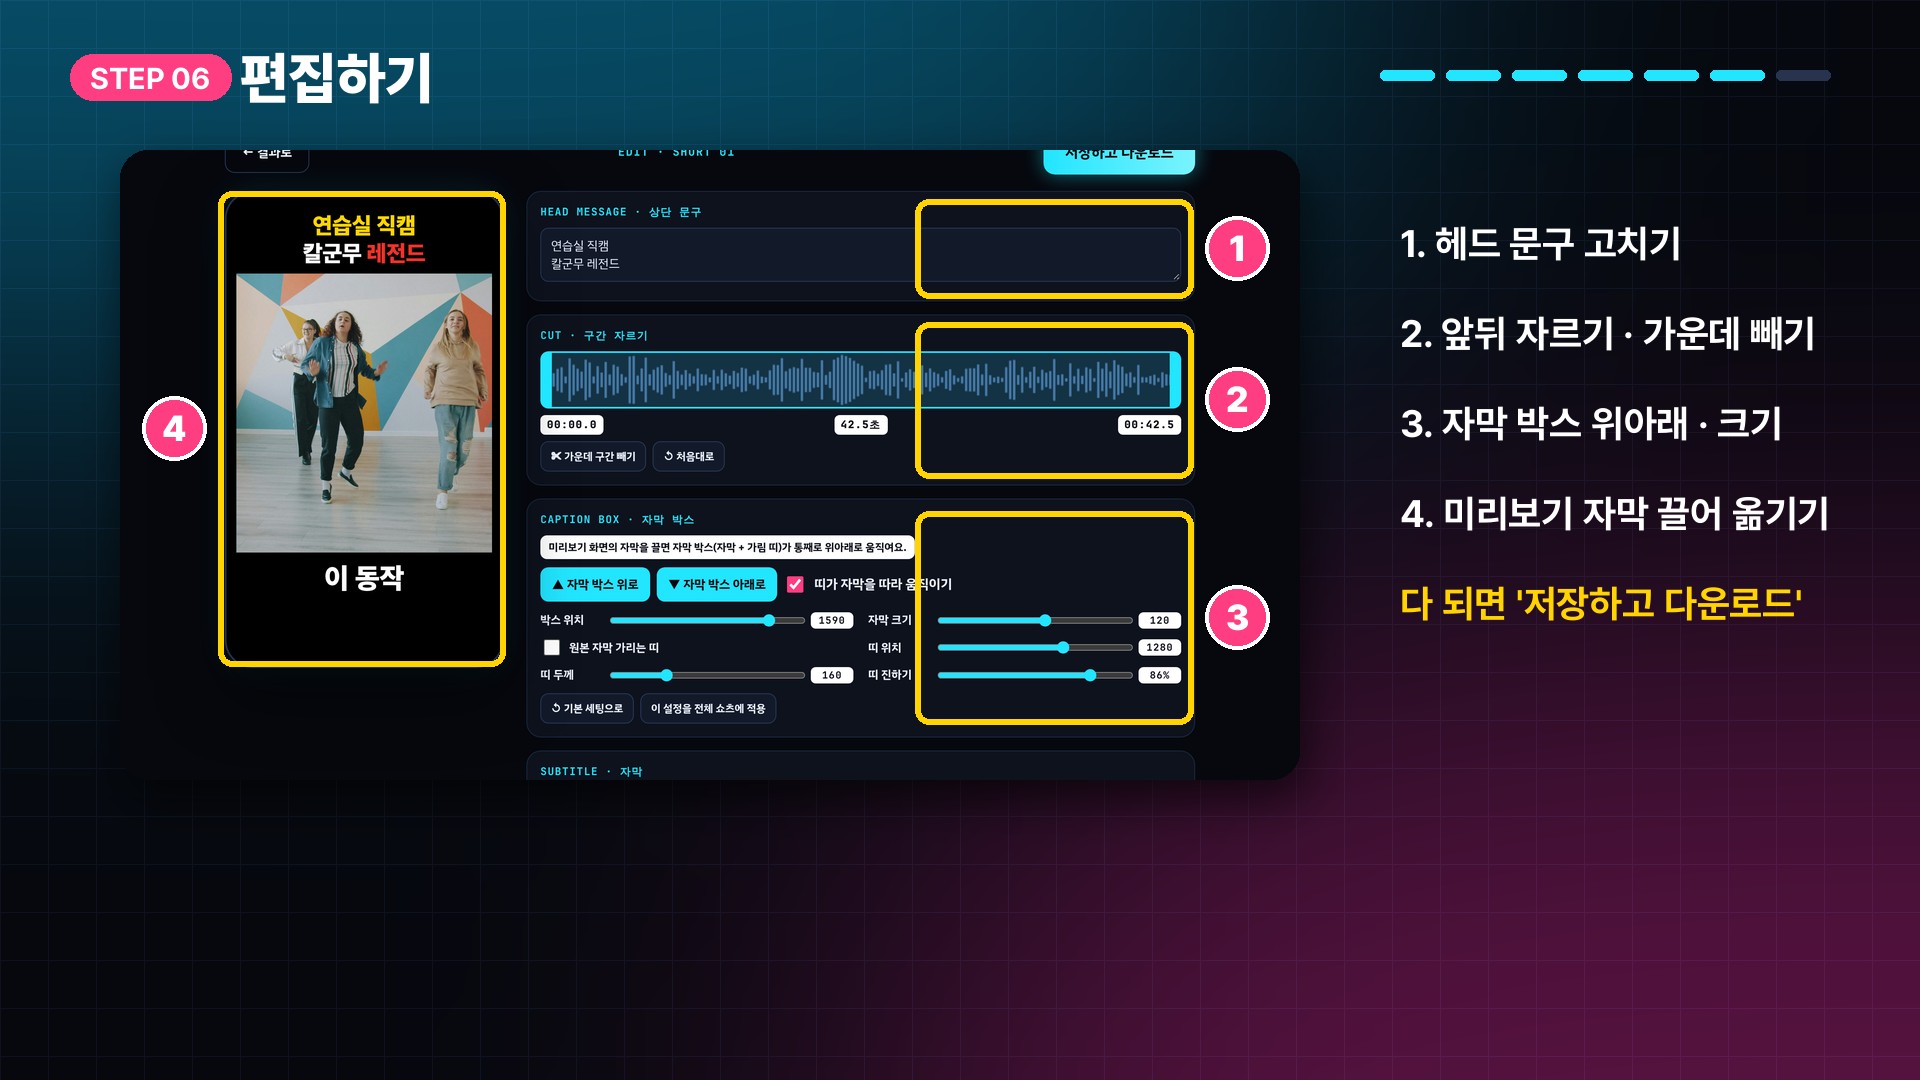 STEP 06 편집하기
← 결과로
EDIT · SHORT 01
저장하고 다운로드
연습실 직캠
칼군무 레전드
이 동작
4
HEAD MESSAGE · 상단 문구
연습실 직캠
칼군무 레전드
1
CUT · 구간 자르기
00:00.0
42.5초
00:42.5
가운데 구간 빼기
처음대로
2
CAPTION BOX · 자막 박스
미리보기 화면의 자막을 끌면 자막 박스(자막 + 가림 띠)가 통째로 위아래로 움직여요.
▲ 자막 박스 위로
▼ 자막 박스 아래로
띠가 자막을 따라 움직이기
박스 위치 1590
자막 크기 120
원본 자막 가리는 띠
띠 위치 1280
띠 두께 160
띠 진하기 86%
기본 세팅으로
이 설정을 전체 쇼츠에 적용
3
SUBTITLE · 자막
1. 헤드 문구 고치기
2. 앞뒤 자르기 · 가운데 빼기
3. 자막 박스 위아래 · 크기
4. 미리보기 자막 끌어 옮기기
다 되면 '저장하고 다운로드'